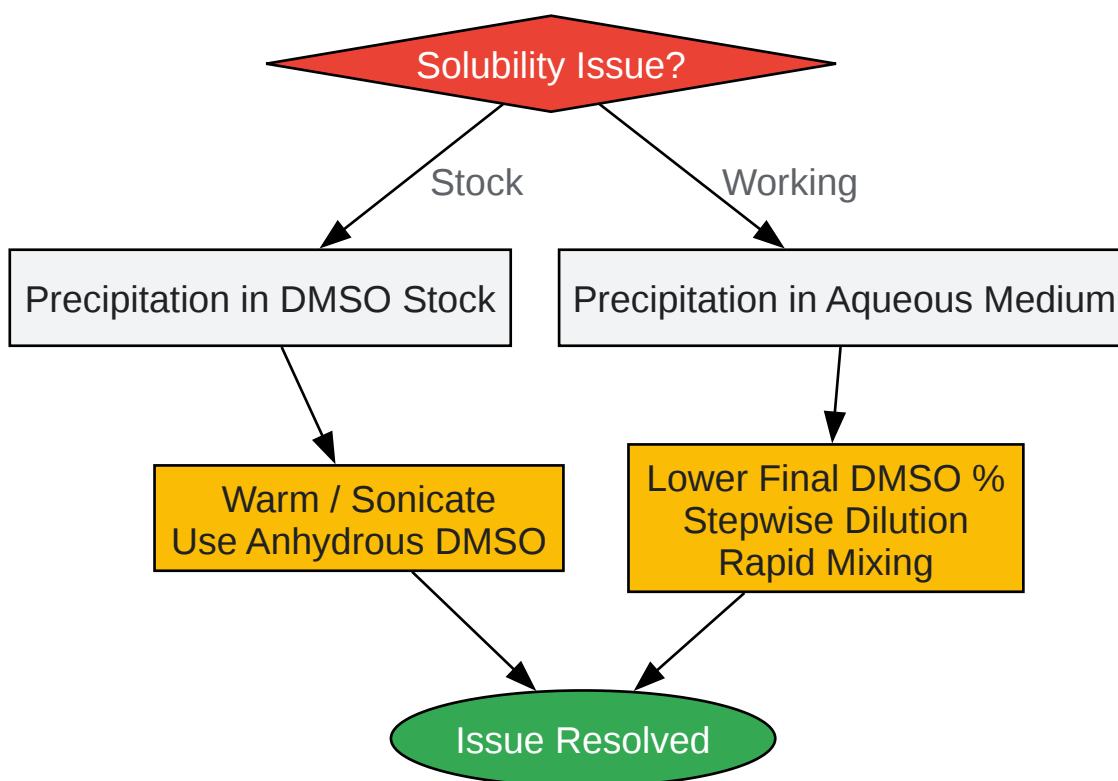 Solubility Issue?
Stock
Working
Precipitation in DMSO Stock
Precipitation in Aqueous Medium
Warm / Sonicate
Use Anhydrous DMSO
Lower Final DMSO %
Stepwise Dilution
Rapid Mixing
Issue Resolved